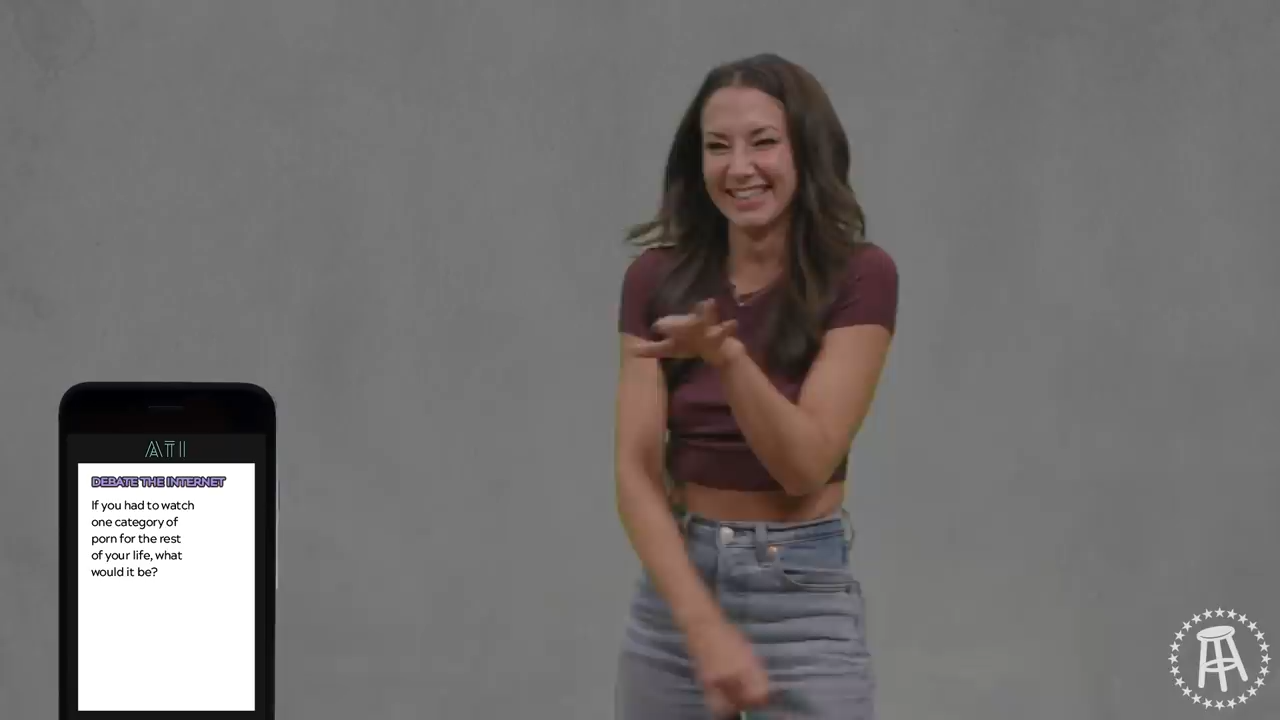 ATI
DEBATE THE INTERNET
If you had to watch
one category of
porn for the rest
of your life, what
would it be?